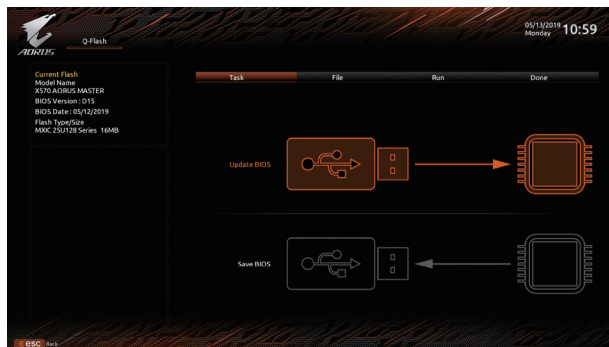 AORUS
Q-Flash
05/13/2019
Monday
10:59
Current Flash
Model Name
X570 AORUS MASTER
BIOS Version : D15
BIOS Date : 05/12/2019
Flash Type/Size
MXIC 25U128 Series 16MB
Task File Run Done
Update BIOS
Save BIOS
esc Back